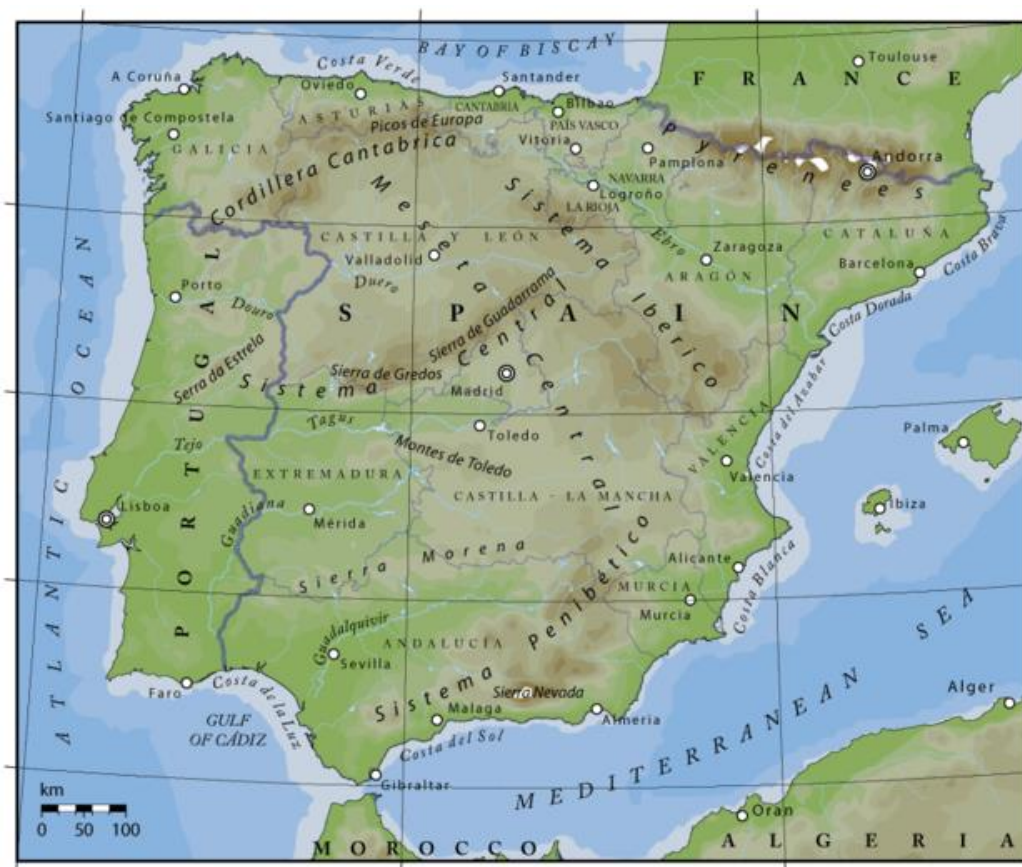 BAY OF BISCAY
Costa Verde
A Coruña
Oviedo
Santander
Toulouse
FRANCE
ASTURIAS
CANTABRIA
Bilbao
Picos de Europa
PAÍS VASCO
Santiago de Compostela
GALICIA
Cordillera Cantabrica
Vitoria
Pamplona
Pyrenees
Andorra
NAVARRA
Logroño
LA RIOJA
Meseta Central
Sistema Iberico
CASTILLA Y LEÓN
Valladolid
Duero
Ebro
Zaragoza
ARAGÓN
CATALUÑA
Barcelona
Costa Brava
Costa Dorada
ATLANTIC OCEAN
Porto
Douro
PORTUGAL
SPAIN
Sierra de Guadarrama
Serra da Estrela
Sistema Central
Sierra de Gredos
Madrid
Tagus
Toledo
Tejo
Montes de Toledo
VALENCIA
Costa del Anahar
Valencia
Palma
Ibiza
EXTREMADURA
CASTILLA - LA MANCHA
Lisboa
Guadiana
Mérida
Sierra Morena
Alicante
Costa Blanca
MURCIA
Murcia
Guadalquivir
ANDALUCÍA
Sevilla
Sistema Penibético
Sierra Nevada
Faro
Costa de la Luz
GULF
OF CÁDIZ
Malaga
Almeria
Costa del Sol
Gibraltar
MEDITERRANEAN SEA
Alger
Oran
MOROCCO
ALGERIA
km
0 50 100